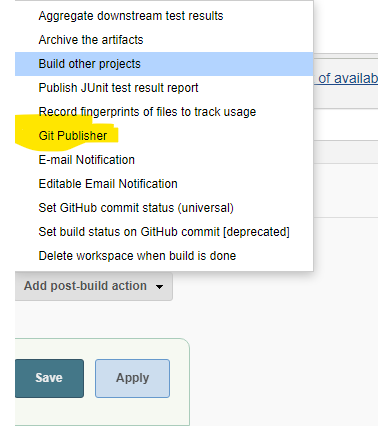 Aggregate downstream test results
Archive the artifacts
Build other projects
Publish JUnit test result report
of availab
Record fingerprints of files to track usage
Git Publisher
E-mail Notification
Editable Email Notification
Set GitHub commit status (universal)
Set build status on GitHub commit [deprecated]
Delete workspace when build is done
Add post-build action
Save
Apply